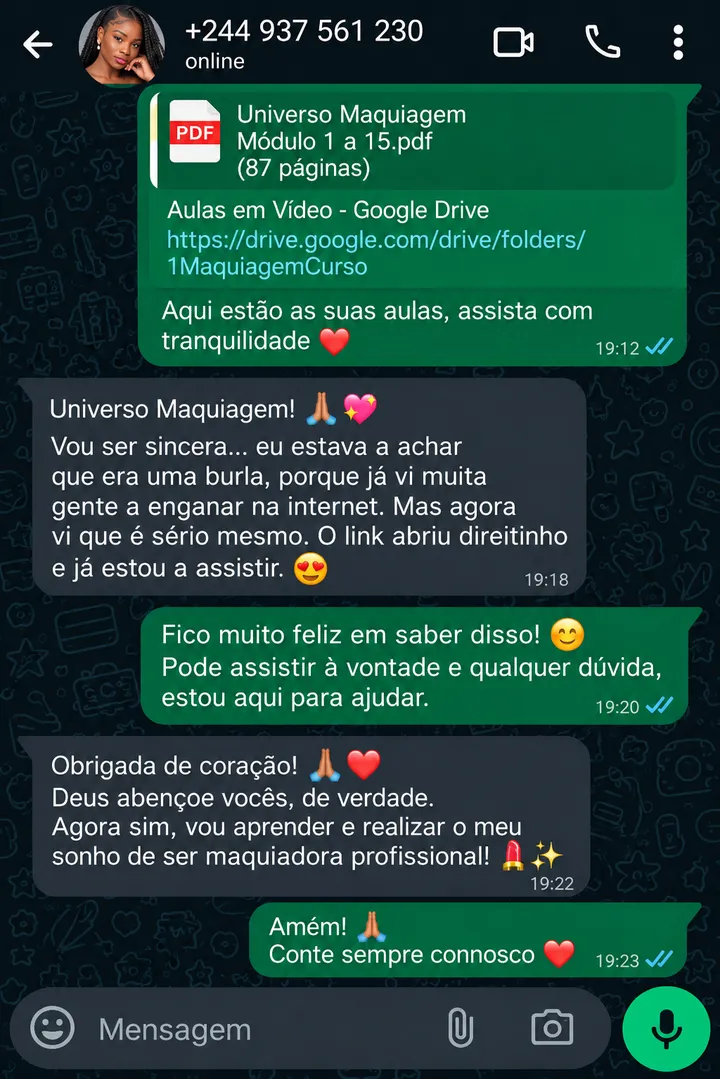 +244 937 561 230
online
PDF
Universo Maquiagem
Módulo 1 a 15.pdf
(87 páginas)
Aulas em Vídeo - Google Drive
https://drive.google.com/drive/folders/
1MaquiagemCurso
Aqui estão as suas aulas, assista com
tranquilidade ❤️
19:12
Universo Maquiagem! 🙏🏽💖
Vou ser sincera... eu estava a achar
que era uma burla, porque já vi muita
gente a enganar na internet. Mas agora
vi que é sério mesmo. O link abriu direitinho
e já estou a assistir. 😍
19:18
Fico muito feliz em saber disso! 😊
Pode assistir à vontade e qualquer dúvida,
estou aqui para ajudar.
19:20
Obrigada de coração! 🙏🏽❤️
Deus abençoe vocês, de verdade.
Agora sim, vou aprender e realizar o meu
sonho de ser maquiadora profissional! 💄✨
19:22
Amém! 🙏🏽
Conte sempre connosco ❤️
19:23
Mensagem